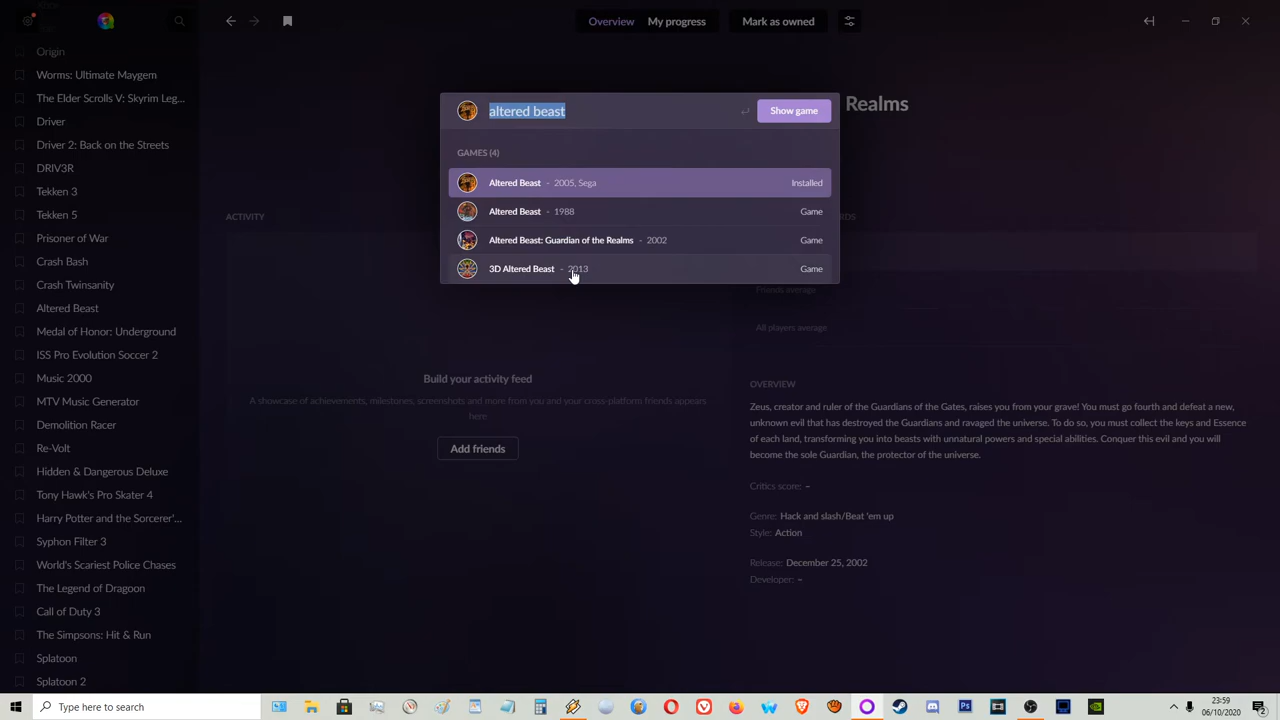 Origin
Worms: Ultimate Maygem
The Elder Scrolls V: Skyrim Leg...
Driver
Driver 2: Back on the Streets
DRIV3R
Tekken 3
Tekken 5
Prisoner of War
Crash Bash
Crash Twinsanity
Altered Beast
Medal of Honor: Underground
ISS Pro Evolution Soccer 2
Music 2000
MTV Music Generator
Demolition Racer
Re-Volt
Hidden & Dangerous Deluxe
Tony Hawk's Pro Skater 4
Harry Potter and the Sorcerer'...
Syphon Filter 3
World's Scariest Police Chases
The Legend of Dragoon
Call of Duty 3
The Simpsons: Hit & Run
Splatoon
Splatoon 2
Overview My progress Mark as owned
Realms
altered beast Show game
GAMES (4)
Altered Beast - 2005, Sega Installed
Altered Beast - 1988 Game
Altered Beast: Guardian of the Realms - 2002 Game
3D Altered Beast - 2013 Game
ACTIVITY
Build your activity feed
A showcase of achievements, milestones, screenshots and more from you and your cross-platform friends appears
here
Add friends
Friends average
All players average
OVERVIEW
Zeus, creator and ruler of the Guardians of the Gates, raises you from your grave! You must go fourth and defeat a new,
unknown evil that has destroyed the Guardians and ravaged the universe. To do so, you must collect the keys and Essence
of each land, transforming you into beasts with unnatural powers and special abilities. Conquer this evil and you will
become the sole Guardian, the protector of the universe.
Critics score: –
Genre: Hack and slash/Beat 'em up
Style: Action
Release: December 25, 2002
Developer: –
Type here to search
23:59
06/10/2020
2